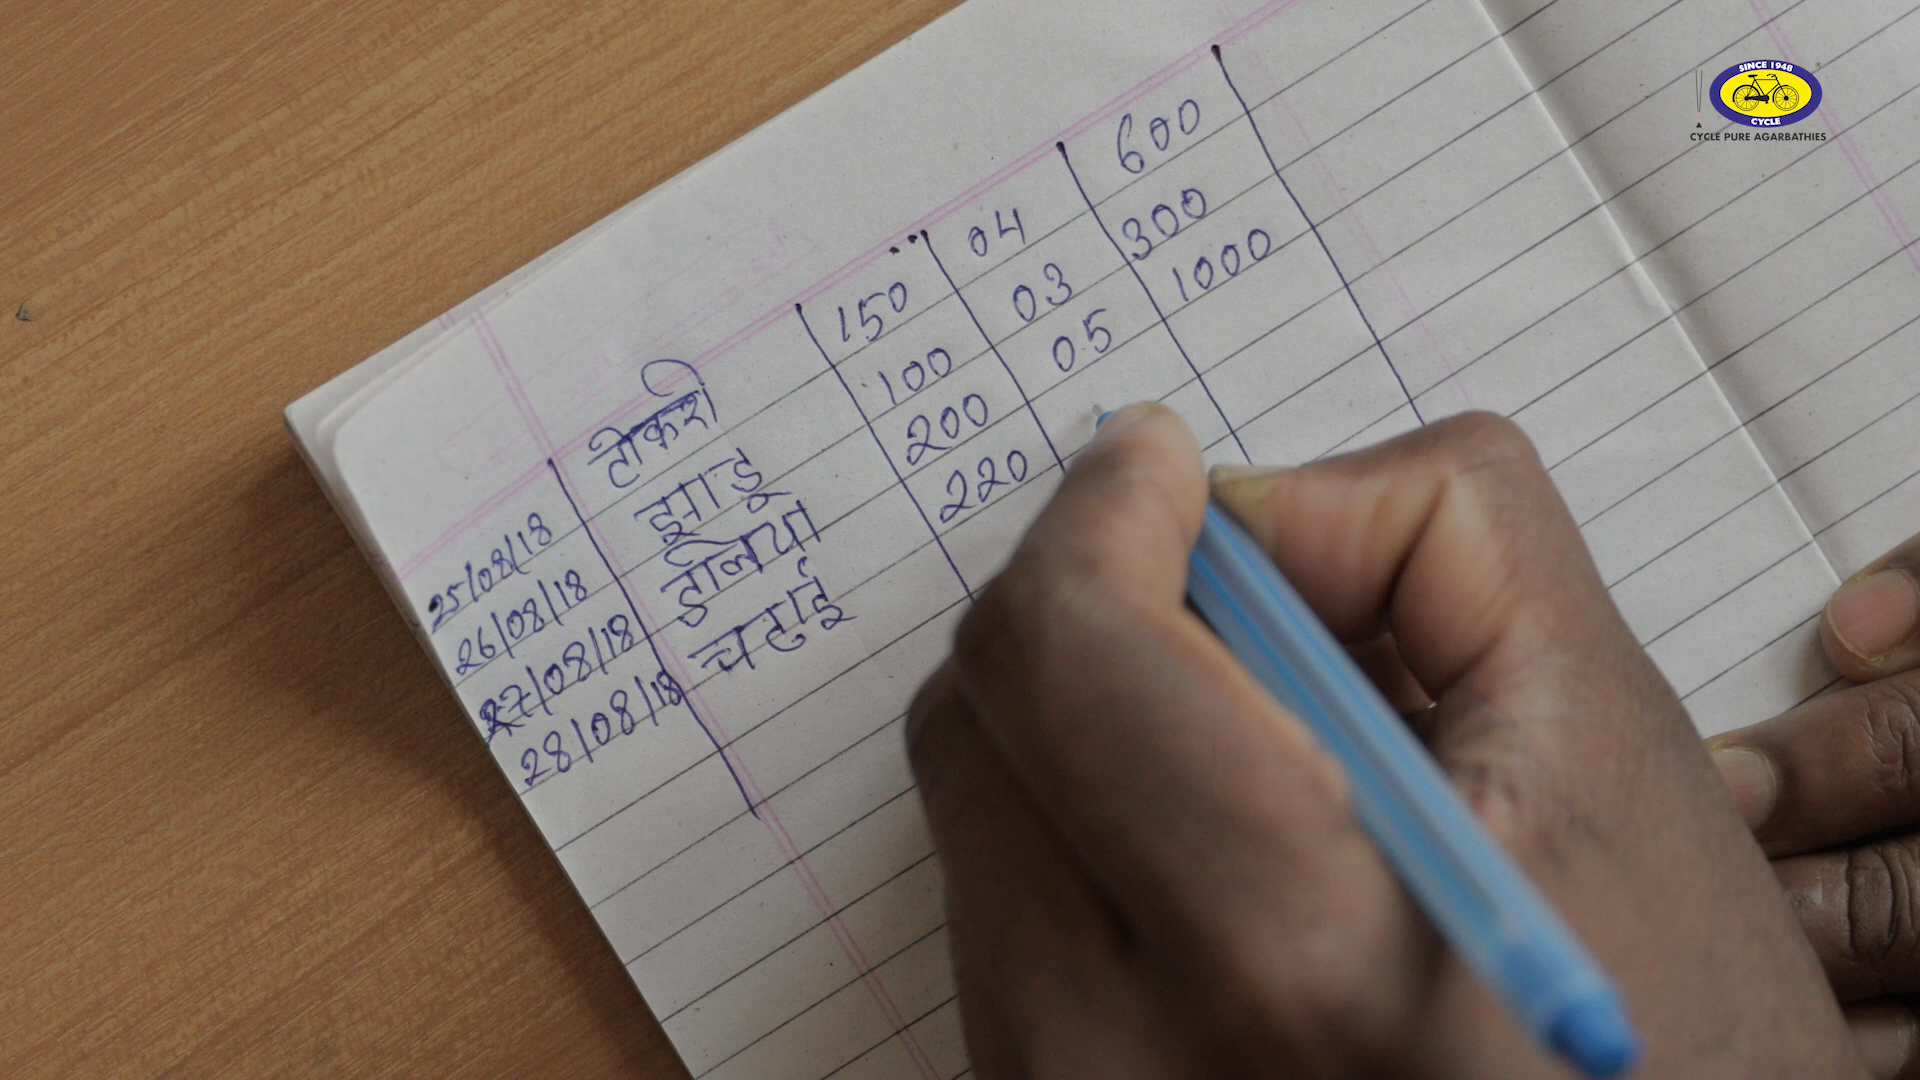 SINCE 1948
CYCLE
CYCLE PURE AGARBATHIES
25/08/18 टोकरी 150 04 600
26/08/18 झाडू 100 03 300
27/08/18 डलिया 200 05 1000
28/08/18 चटाई 220